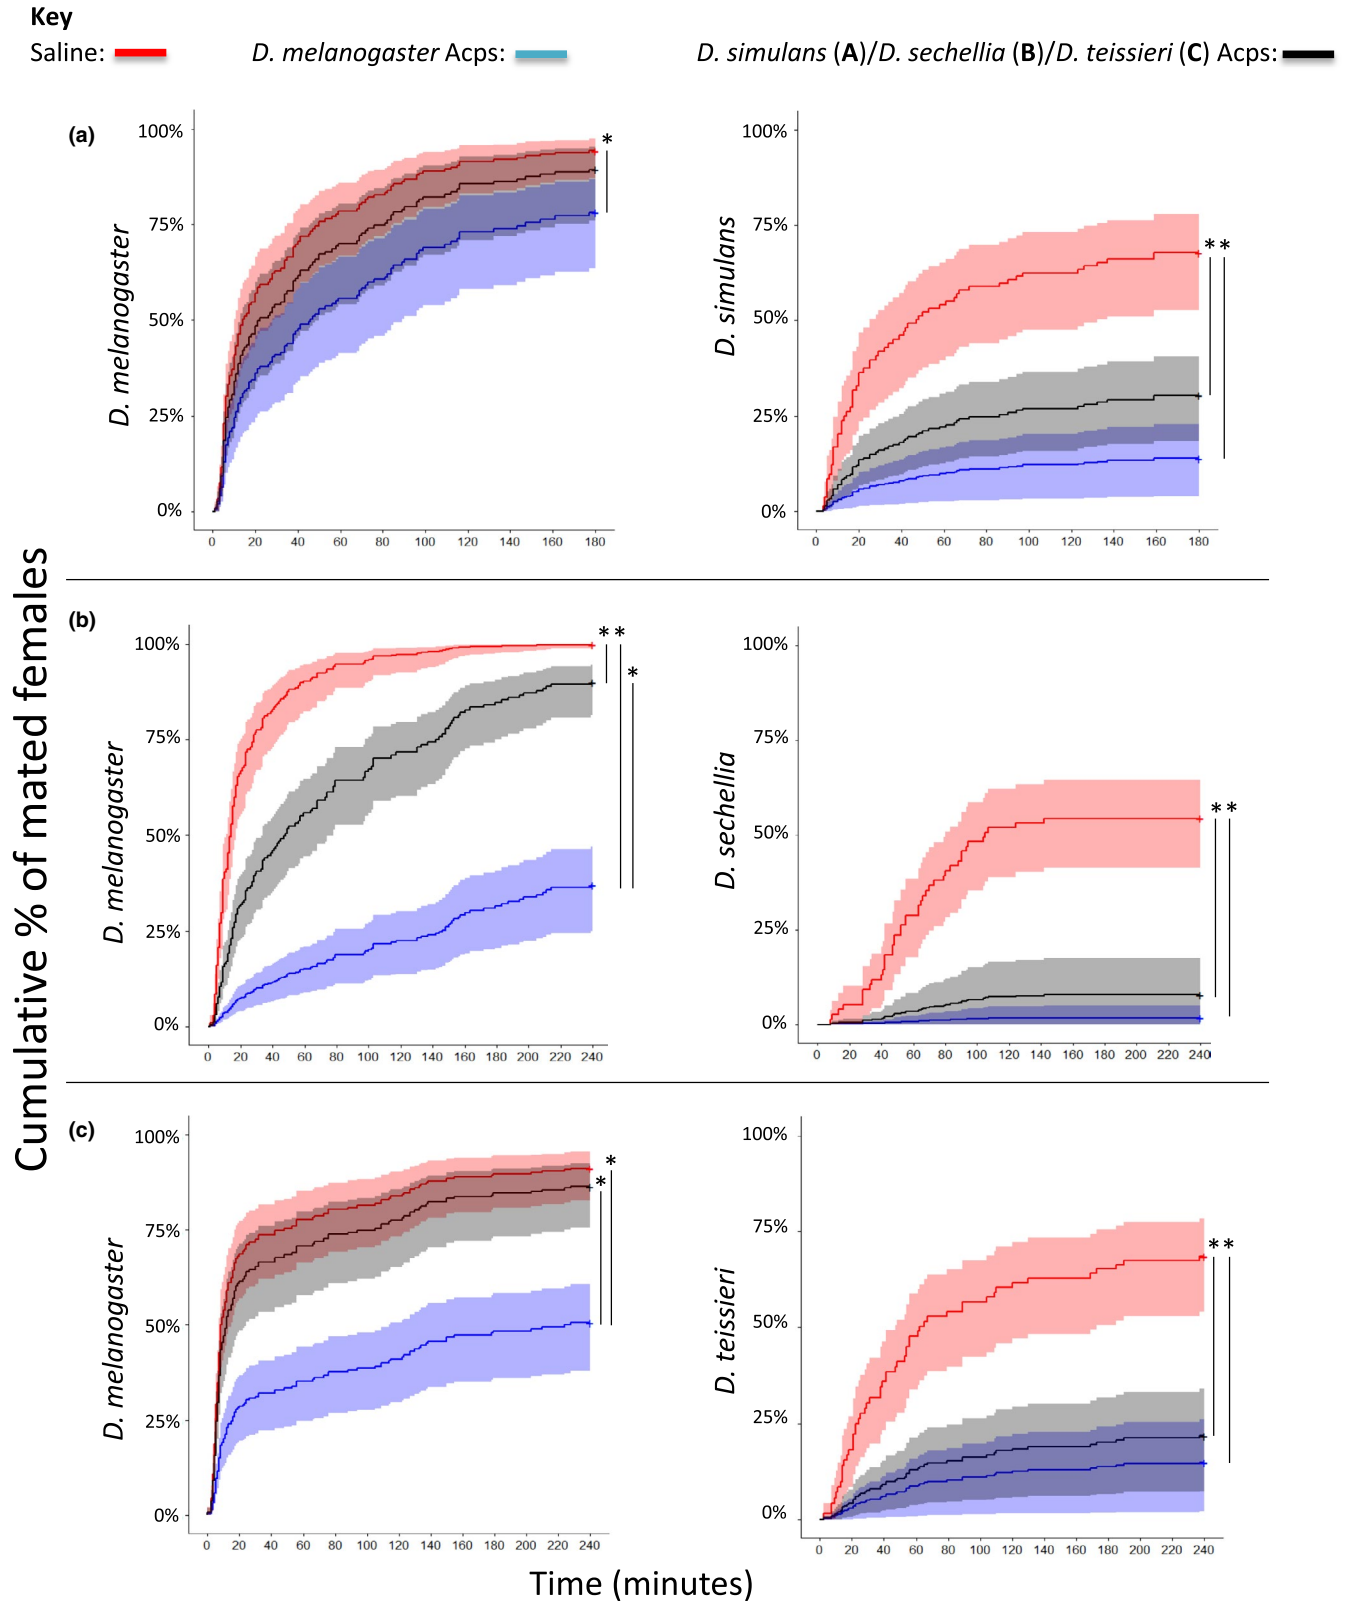 Key
Saline:
D. melanogaster Acps:
D. simulans (A)/D. sechellia (B)/D. teissieri (C) Acps:
Cumulative % of mated females
(a)
D. melanogaster
100%
75%
50%
25%
0%
0 20 40 60 80 100 120 140 160 180
*
D. simulans
100%
75%
50%
25%
0%
0 20 40 60 80 100 120 140 160 180
* *
(b)
D. melanogaster
100%
75%
50%
25%
0%
0 20 40 60 80 100 120 140 160 180 200 220 240
* *
*
D. sechellia
100%
75%
50%
25%
0%
0 20 40 60 80 100 120 140 160 180 200 220 240
* *
(c)
D. melanogaster
100%
75%
50%
25%
0%
0 20 40 60 80 100 120 140 160 180 200 220 240
*
*
D. teissieri
100%
75%
50%
25%
0%
0 20 40 60 80 100 120 140 160 180 200 220 240
* *
Time (minutes)